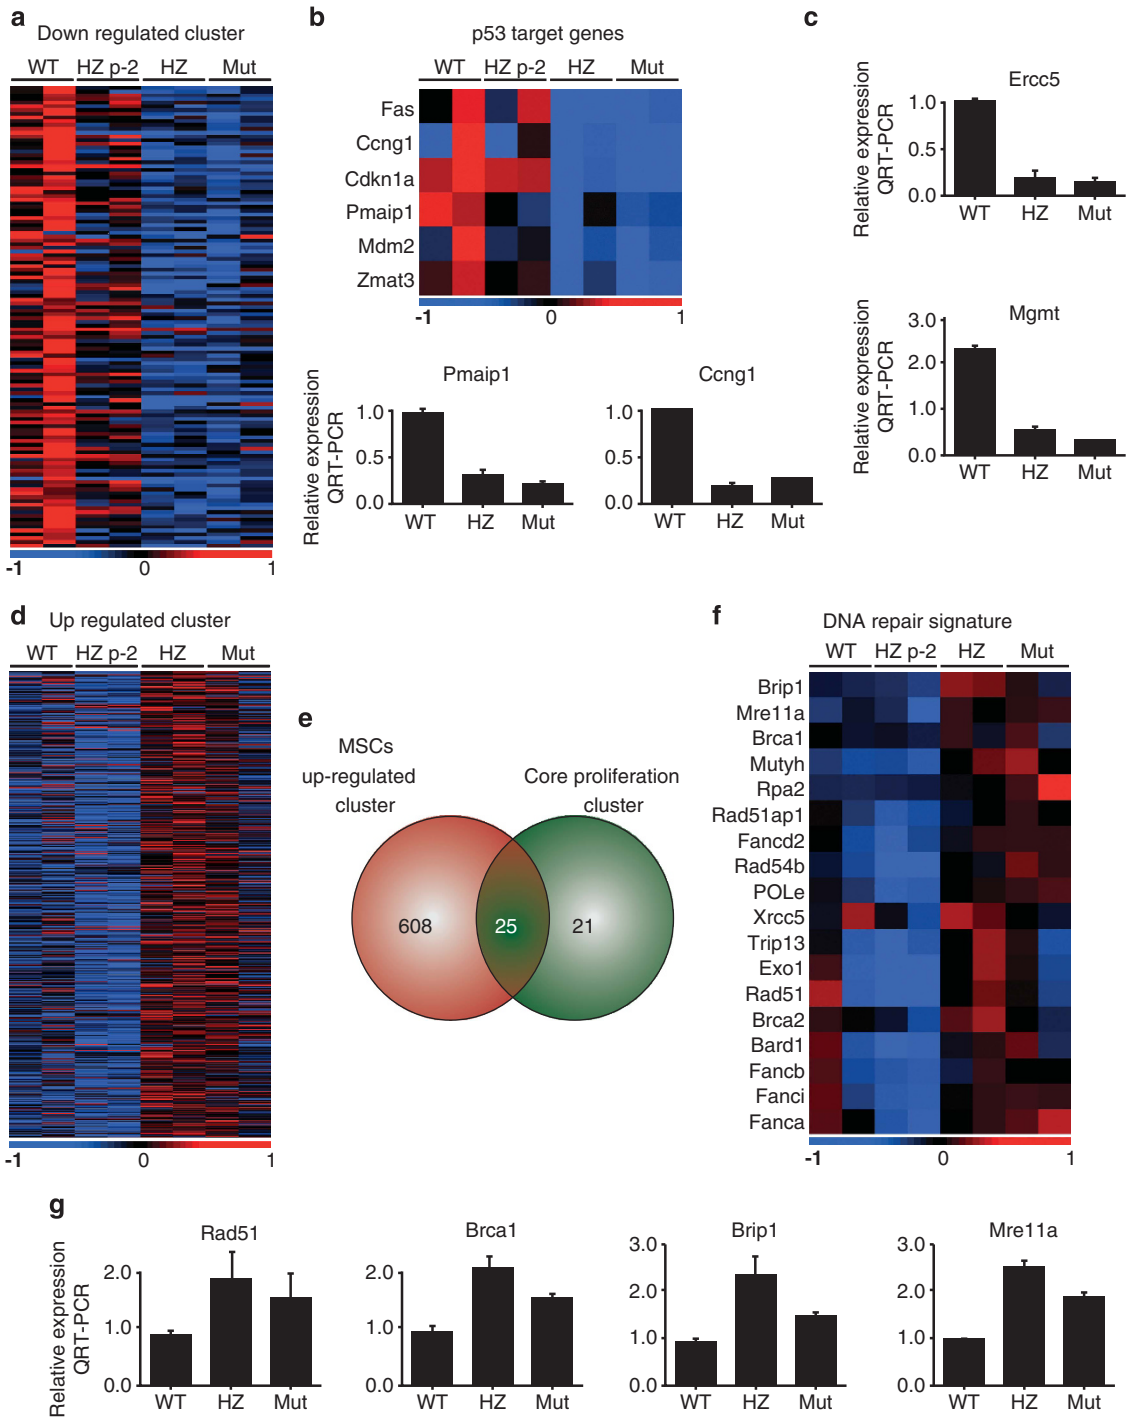 a
Down regulated cluster
WT HZ p-2 HZ Mut
-1 0 1
b
p53 target genes
WT HZ p-2 HZ Mut
Fas
Ccng1
Cdkn1a
Pmaip1
Mdm2
Zmat3
-1 0 1
Relative expression
QRT-PCR
Pmaip1
1.0
0.5
0.0
WT HZ Mut
Ccng1
1.0
0.5
0.0
WT HZ Mut
c
Relative expression
QRT-PCR
Ercc5
1.0
0.5
0.0
WT HZ Mut
Relative expression
QRT-PCR
Mgmt
3.0
2.0
1.0
0.0
WT HZ Mut
d
Up regulated cluster
WT HZ p-2 HZ Mut
-1 0 1
e
MSCs
up-regulated
cluster
Core proliferation
cluster
608 25 21
f
DNA repair signature
WT HZ p-2 HZ Mut
Brip1
Mre11a
Brca1
Mutyh
Rpa2
Rad51ap1
Fancd2
Rad54b
POLe
Xrcc5
Trip13
Exo1
Rad51
Brca2
Bard1
Fancb
Fanci
Fanca
-1 0 1
g
Relative expression
QRT-PCR
Rad51
2.0
1.0
0.0
WT HZ Mut
Brca1
2.0
1.0
0.0
WT HZ Mut
Brip1
3.0
2.0
1.0
0.0
WT HZ Mut
Mre11a
3.0
2.0
1.0
0.0
WT HZ Mut